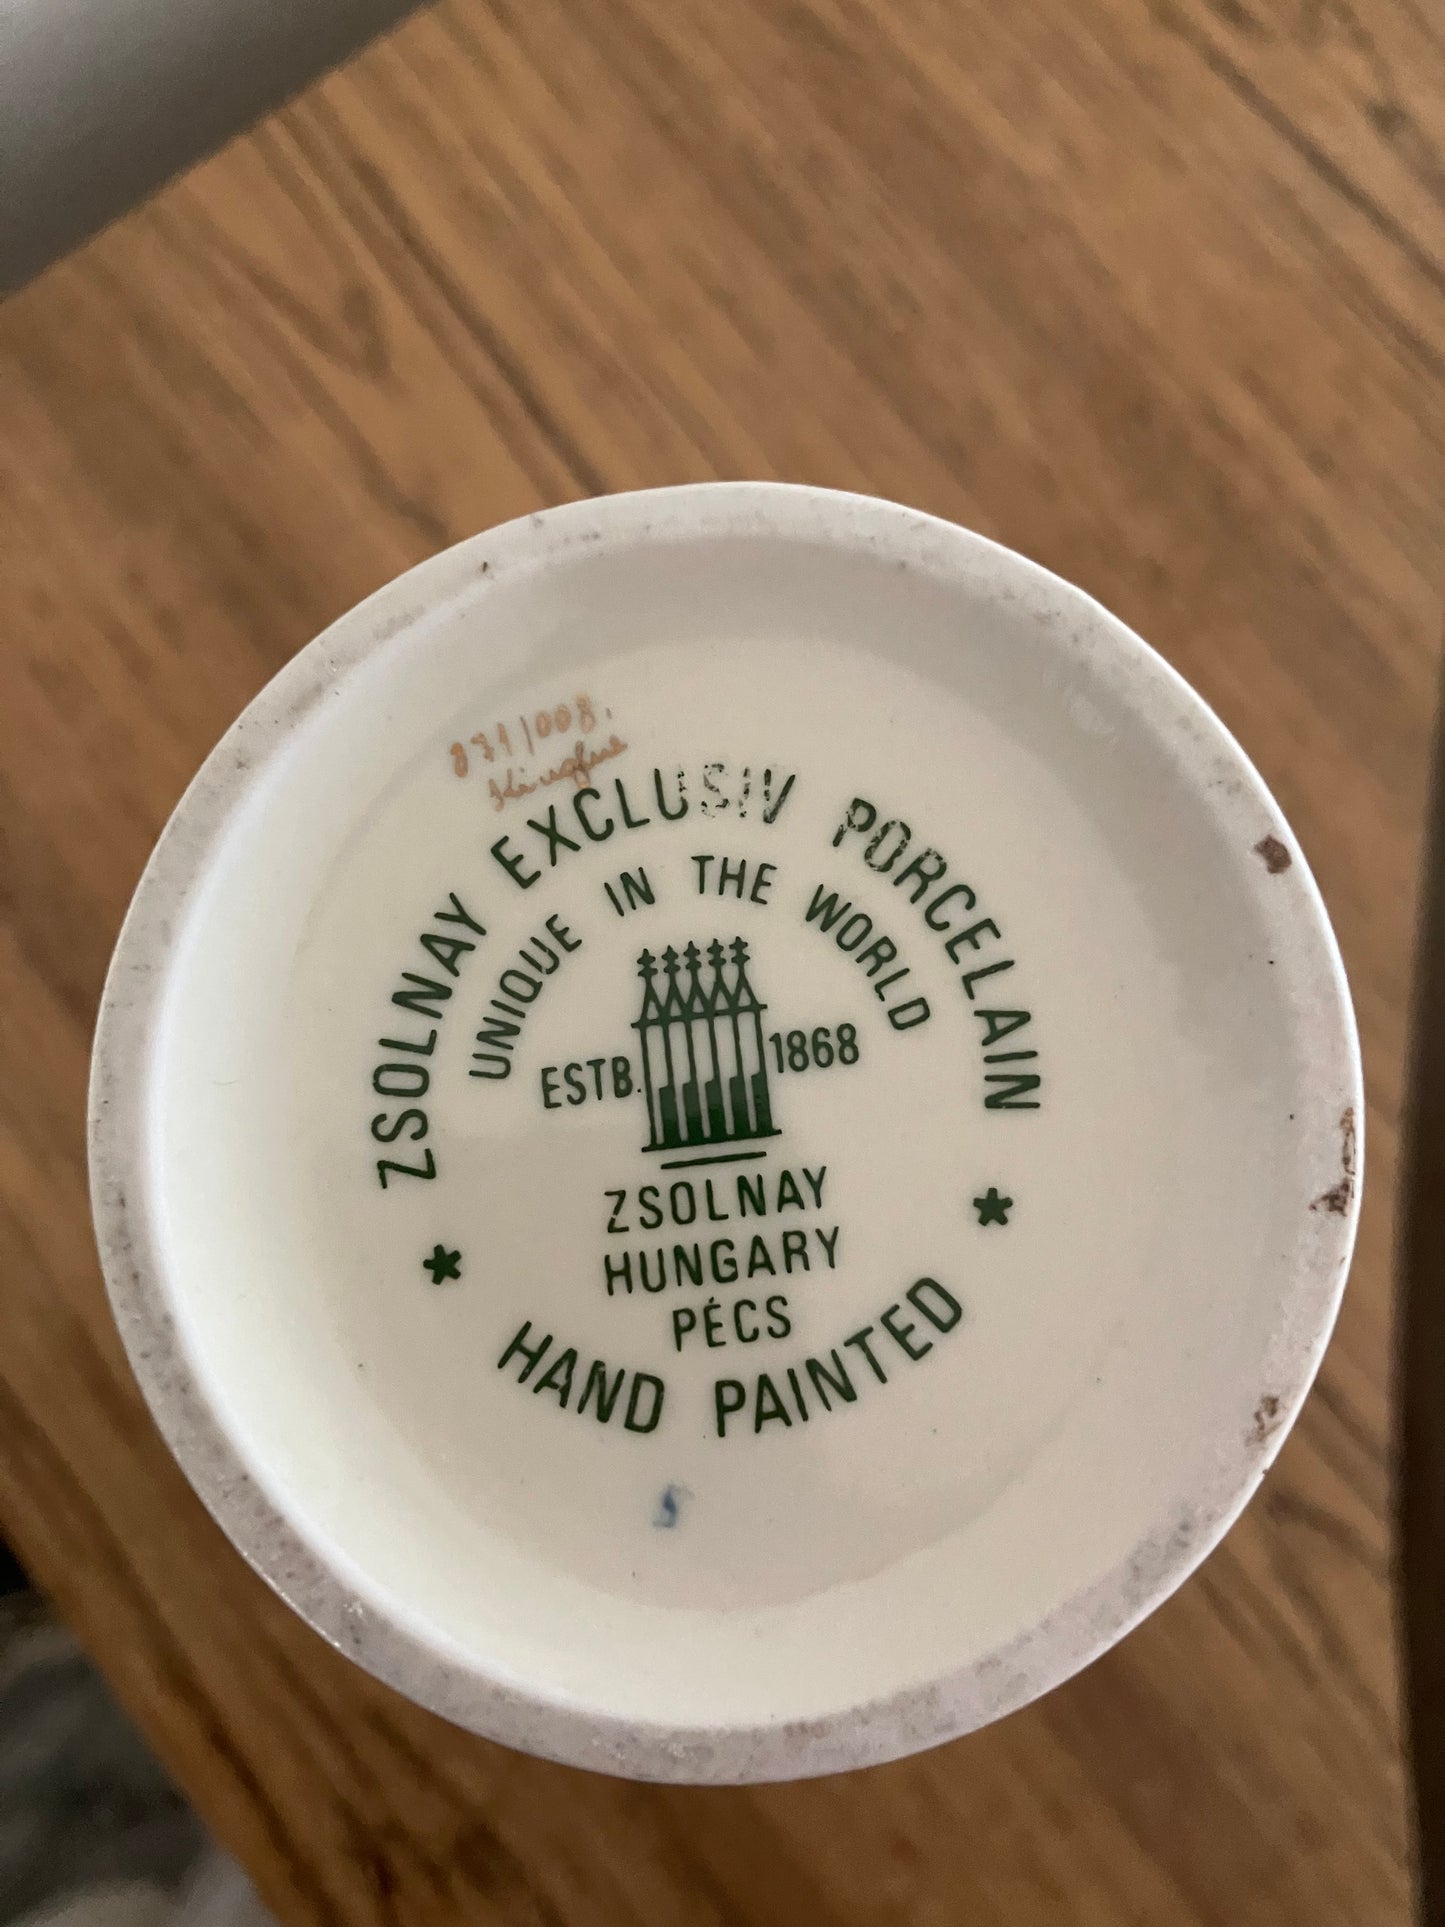 871/008.
ZSOLNAY EXCLUSIV PORCELAIN
UNIQUE IN THE WORLD
ESTB. 1868
ZSOLNAY
HUNGARY
PÉCS
* HAND PAINTED *